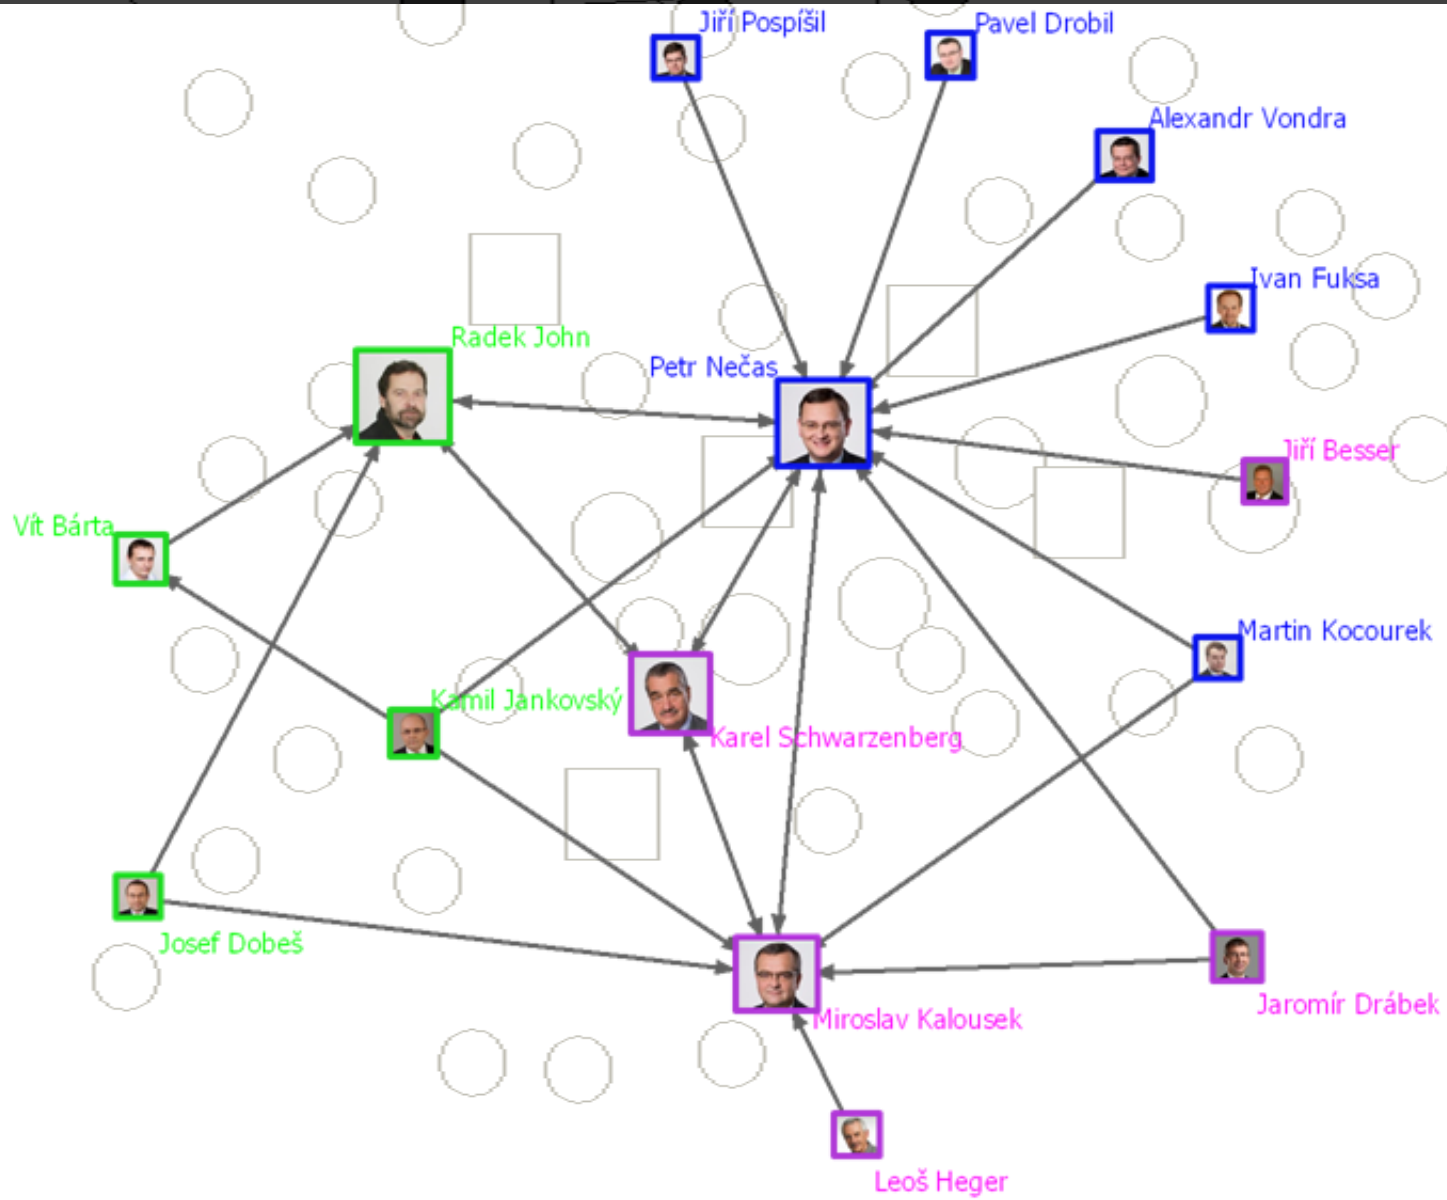 Jiří Pospíšil
Pavel Drobil
Alexandr Vondra
Ivan Fuksa
Radek John
Petr Nečas
Jiří Besser
Vít Bárta
Martin Kocourek
Kamil Jankovský
Karel Schwarzenberg
Josef Dobeš
Miroslav Kalousek
Jaromír Drábek
Leoš Heger